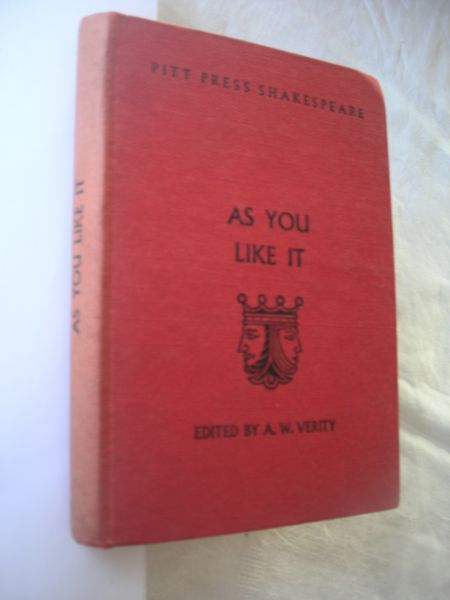 PITT PRESS SHAKESPEARE
AS YOU
LIKE IT
EDITED BY A. W. VERITY
AS YOU LIKE IT